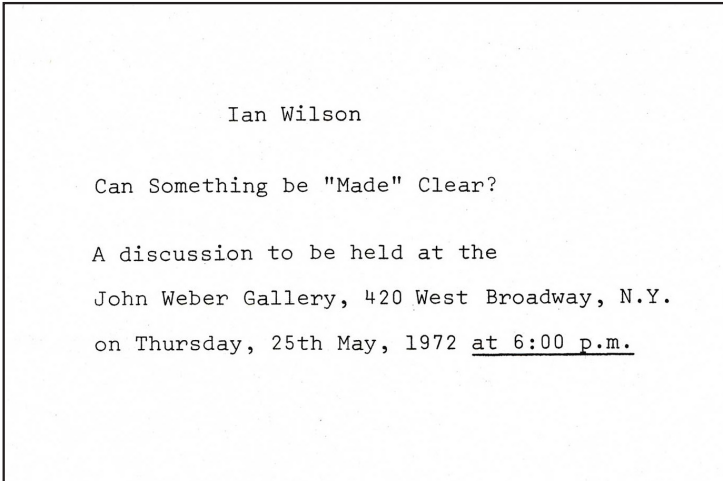 Ian Wilson
Can Something be "Made" Clear?
A discussion to be held at the
John Weber Gallery, 420 West Broadway, N.Y.
on Thursday, 25th May, 1972 at 6:00 p.m.